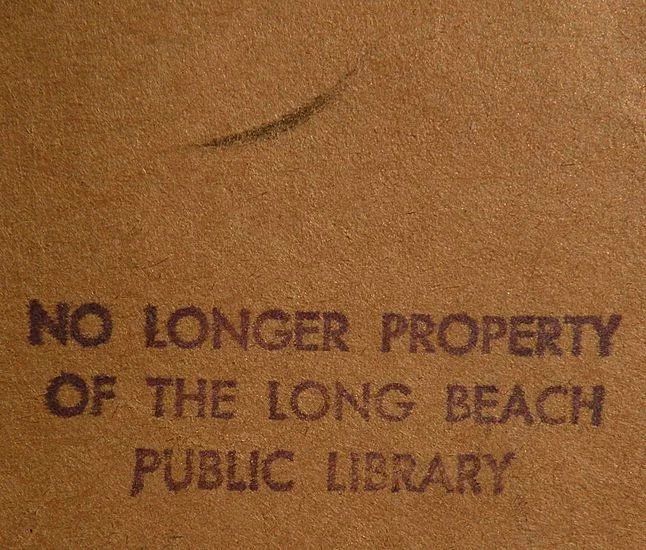 NO LONGER PROPERTY
OF THE LONG BEACH
PUBLIC LIBRARY